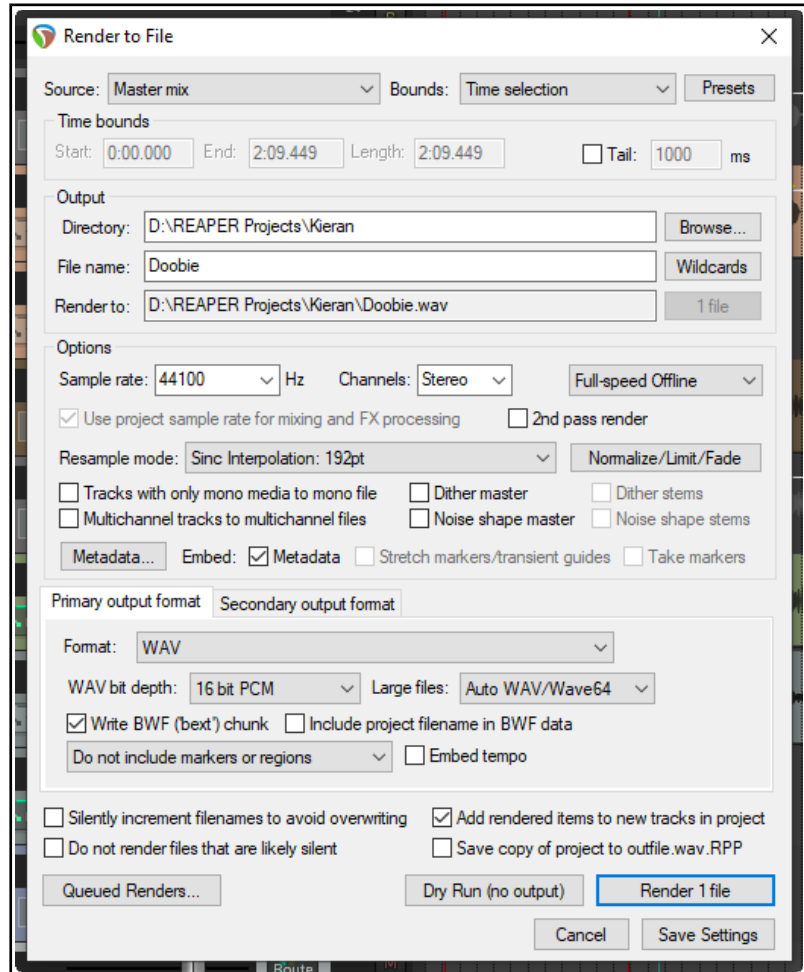 Render to File
Source: Master mix Bounds: Time selection Presets
Time bounds
Start: 0:00.000 End: 2:09.449 Length: 2:09.449 Tail: 1000 ms
Output
Directory: D:\REAPER Projects\Kieran Browse...
File name: Doobie Wildcards
Render to: D:\REAPER Projects\Kieran\Doobie.wav 1 file
Options
Sample rate: 44100 Hz Channels: Stereo Full-speed Offline
Use project sample rate for mixing and FX processing 2nd pass render
Resample mode: Sinc Interpolation: 192pt Normalize/Limit/Fade
Tracks with only mono media to mono file Dither master Dither stems
Multichannel tracks to multichannel files Noise shape master Noise shape stems
Metadata... Embed: Metadata Stretch markers/transient guides Take markers
Primary output format Secondary output format
Format: WAV
WAV bit depth: 16 bit PCM Large files: Auto WAV/Wave64
Write BWF ('bext') chunk Include project filename in BWF data
Do not include markers or regions Embed tempo
Silently increment filenames to avoid overwriting Add rendered items to new tracks in project
Do not render files that are likely silent Save copy of project to outfile.wav.RPP
Queued Renders... Dry Run (no output) Render 1 file
Cancel Save Settings
Route M